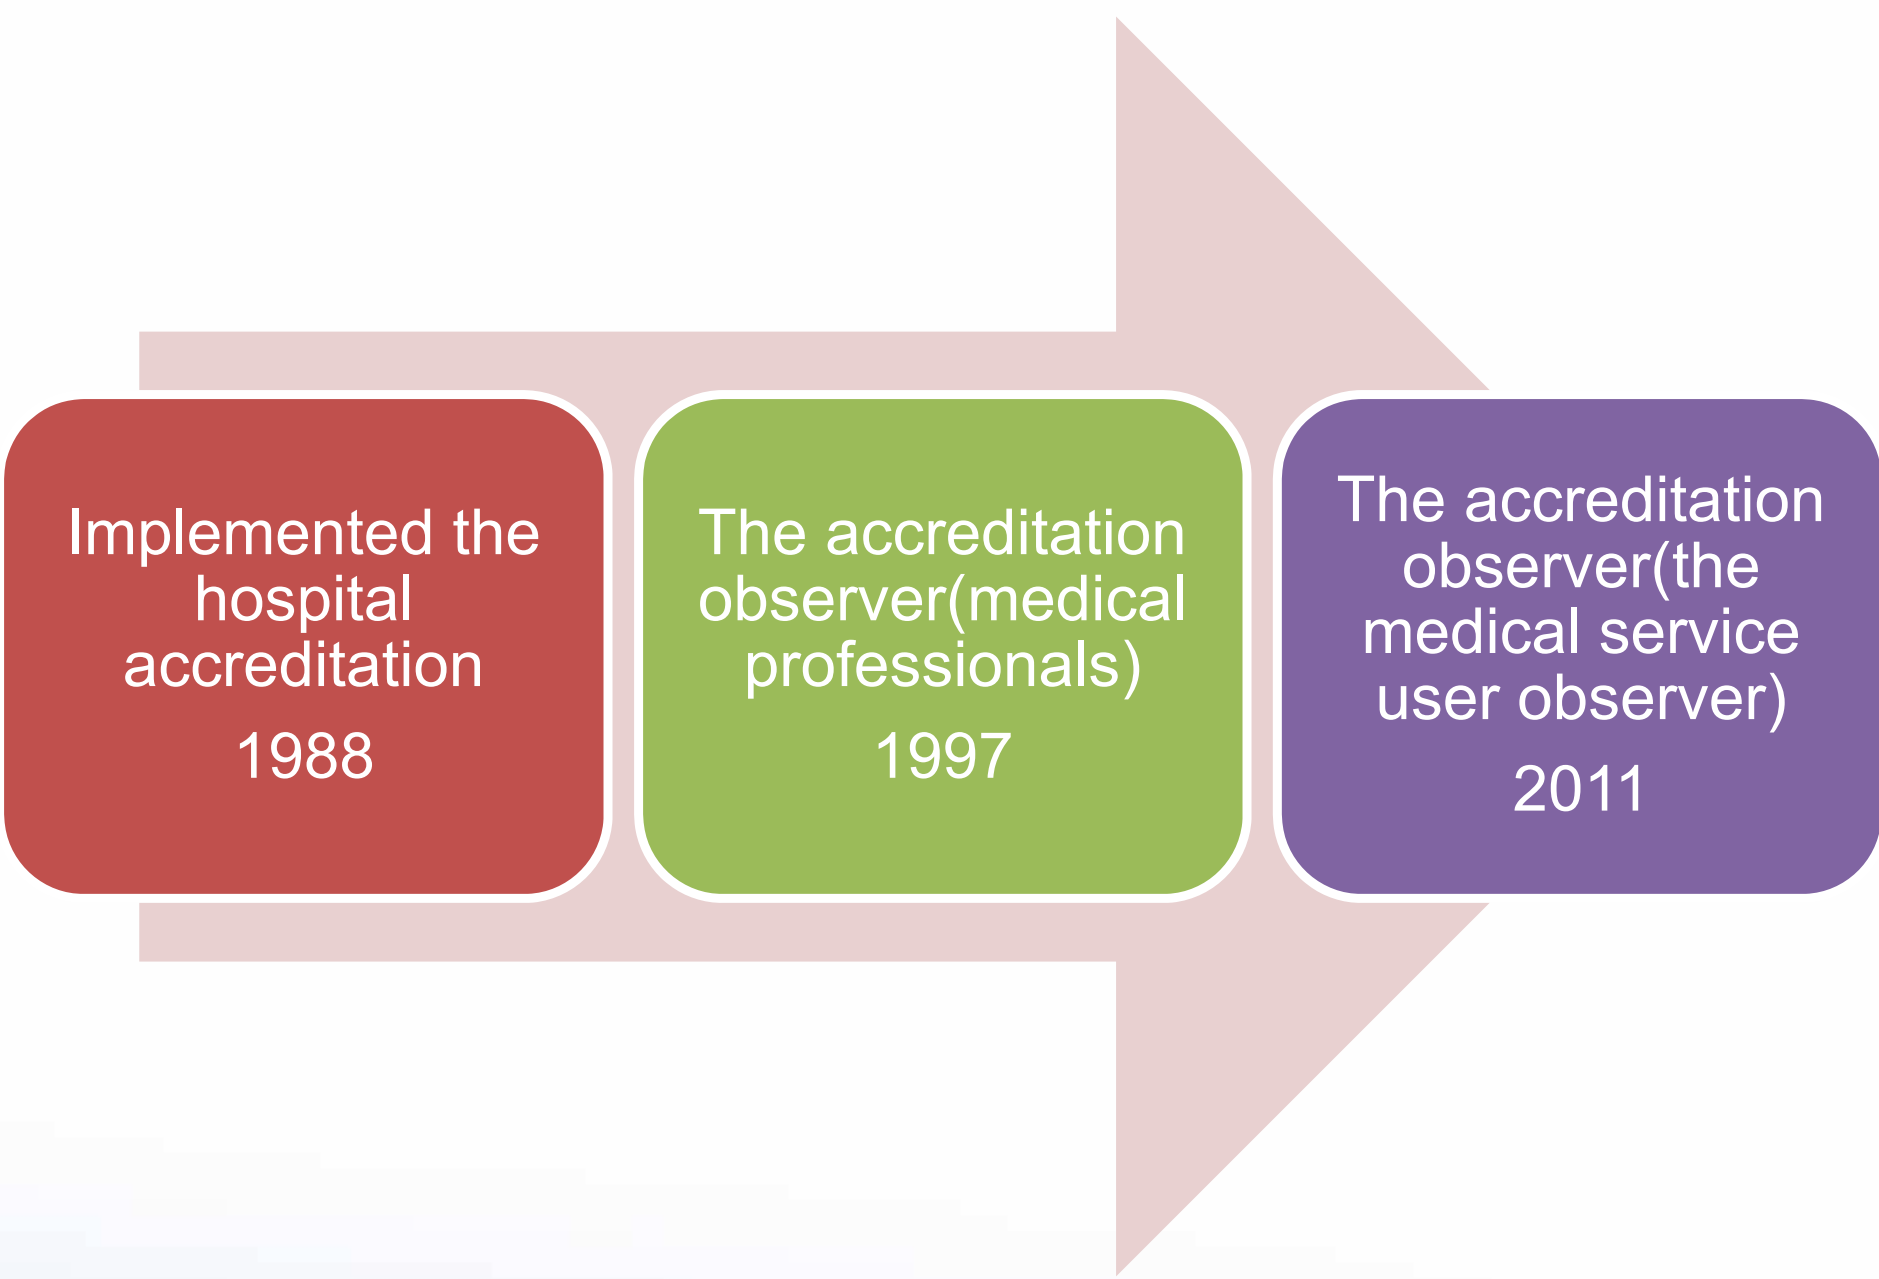 Implemented the
hospital
accreditation
1988
The accreditation
observer(medical
professionals)
1997
The accreditation
observer(the
medical service
user observer)
2011